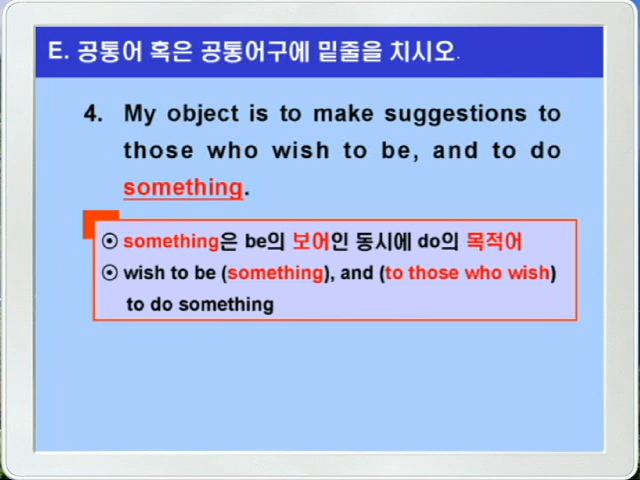 E. 공통어 혹은 공통어구에 밑줄을 치시오.
4. My object is to make suggestions to
those who wish to be, and to do
something.
⊙ something은 be의 보어인 동시에 do의 목적어
⊙ wish to be (something), and (to those who wish)
to do something